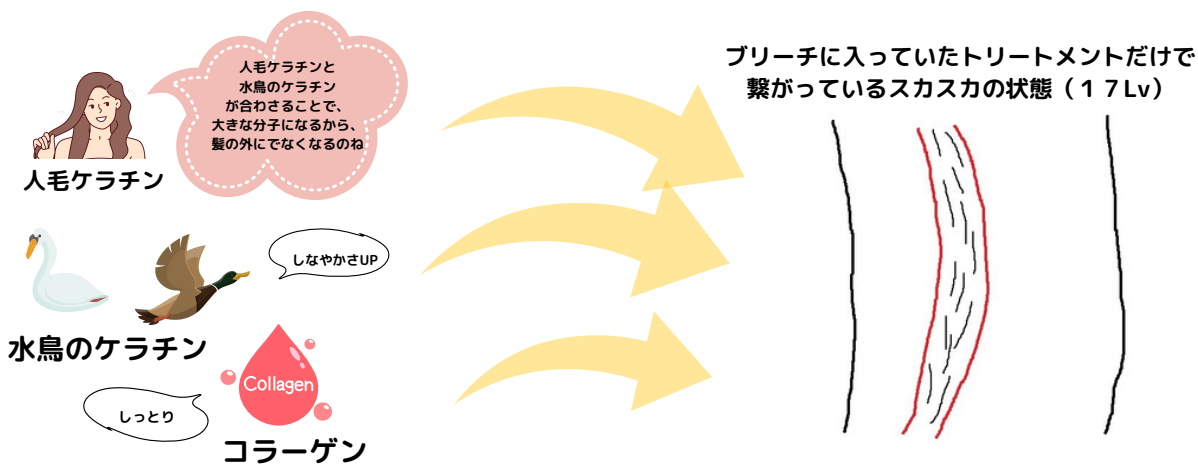 人毛ケラチンと
水鳥のケラチン
が合わさることで、
大きな分子になるから、
髪の外にでなくなるのね
人毛ケラチン
しなやかさUP
水鳥のケラチン
Collagen
しっとり
コラーゲン
ブリーチに入っていたトリートメントだけで
繋がっているスカスカの状態（１７Lv）